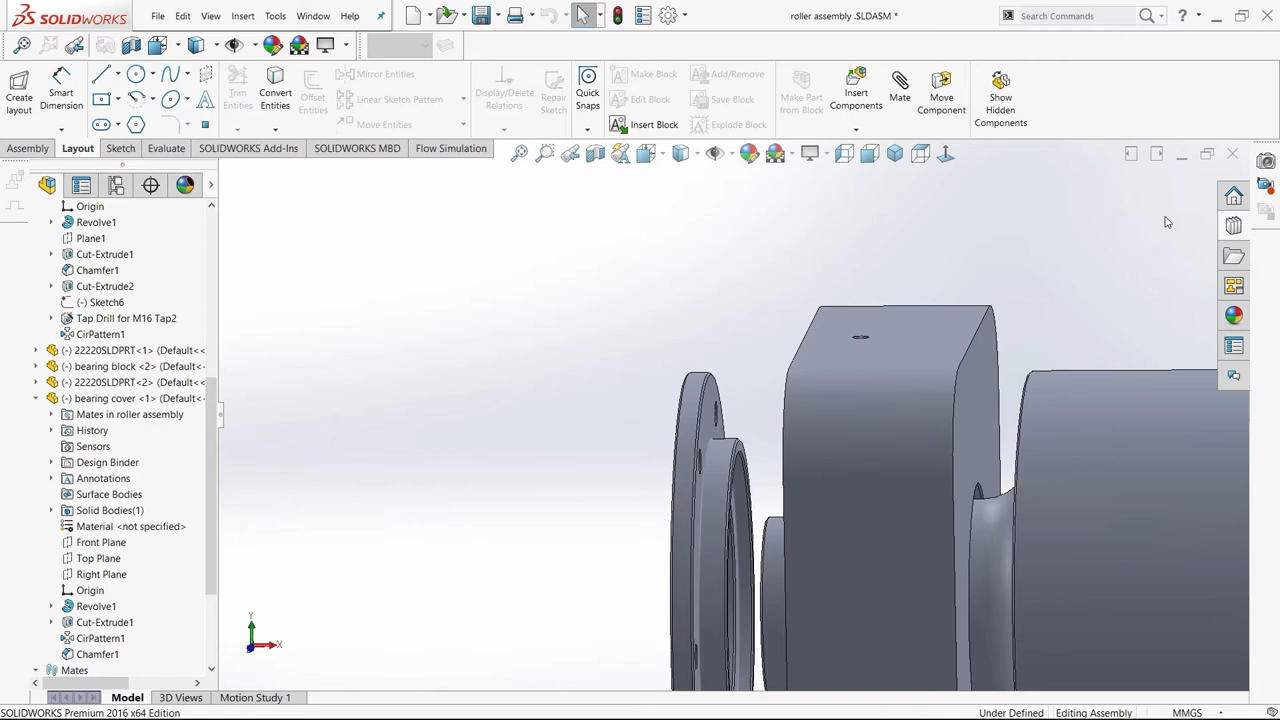 SOLIDWORKS File Edit View Insert Tools Window Help roller assembly .SLDASM * Search Commands ?
Create layout Smart Dimension Trim Entities Convert Entities Offset Entities Mirror Entities Linear Sketch Pattern Move Entities Display/Delete Relations Repair Sketch Quick Snaps Make Block Edit Block Insert Block Add/Remove Save Block Explode Block Make Part from Block Insert Components Mate Move Component Show Hidden Components
Assembly Layout Sketch Evaluate SOLIDWORKS Add-Ins SOLIDWORKS MBD Flow Simulation
Origin
Revolve1
Plane1
Cut-Extrude1
Chamfer1
Cut-Extrude2
(-) Sketch6
Tap Drill for M16 Tap2
CirPattern1
(-) 22220SLDPRT<1> (Default<<
(-) bearing block <2> (Default<
(-) 22220SLDPRT<2> (Default<<
(-) bearing cover <1> (Default<
Mates in roller assembly
History
Sensors
Design Binder
Annotations
Surface Bodies
Solid Bodies(1)
Material <not specified>
Front Plane
Top Plane
Right Plane
Origin
Revolve1
Cut-Extrude1
CirPattern1
Chamfer1
Mates
Y
X
Model 3D Views Motion Study 1
SOLIDWORKS Premium 2016 x64 Edition Under Defined Editing Assembly MMGS